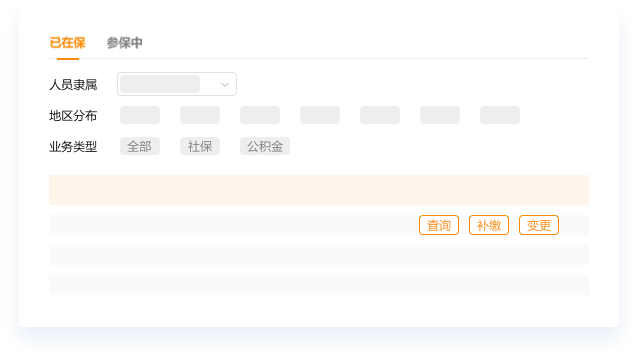 已在保 参保中
人员隶属
地区分布
业务类型 全部 社保 公积金
查询 补缴 变更